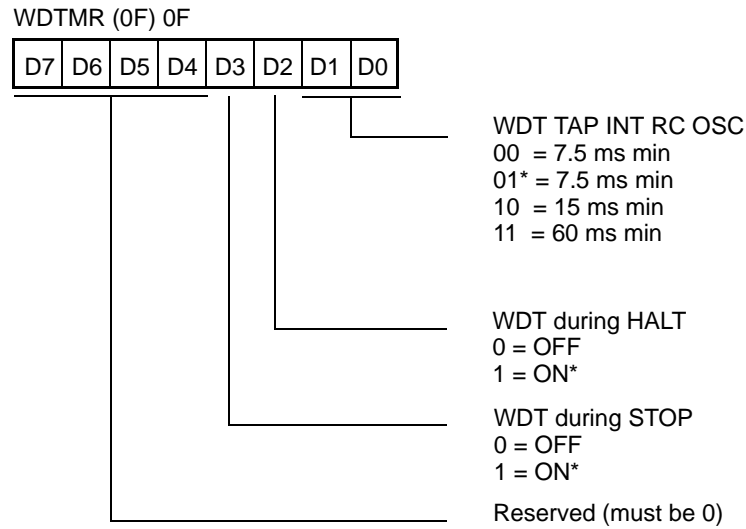 WDTMR (0F) 0F
D7 D6 D5 D4 D3 D2 D1 D0
WDT TAP INT RC OSC
00 = 7.5 ms min
01* = 7.5 ms min
10 = 15 ms min
11 = 60 ms min
WDT during HALT
0 = OFF
1 = ON*
WDT during STOP
0 = OFF
1 = ON*
Reserved (must be 0)